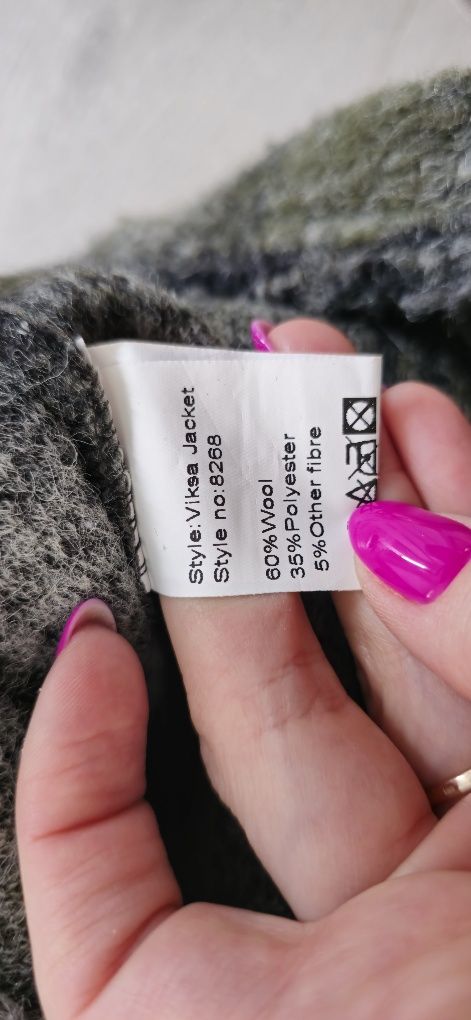 Style: Viksa Jacket
Style no:8268
60%Wool
35%Polyester
5%Other fibre